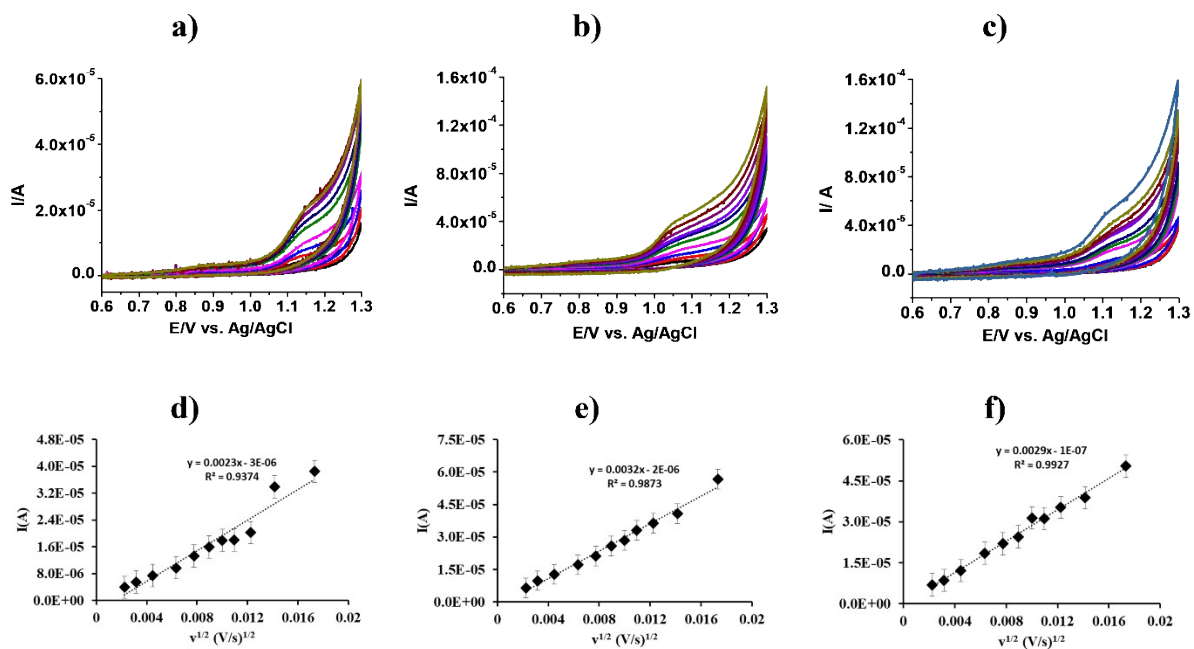 a)
b)
c)
6.0x10-5
4.0x10-5
2.0x10-5
0.0
I/A
0.6 0.7 0.8 0.9 1.0 1.1 1.2 1.3
E/V vs. Ag/AgCl
1.6x10-4
1.2x10-4
8.0x10-5
4.0x10-5
0.0
I/A
0.6 0.7 0.8 0.9 1.0 1.1 1.2 1.3
E/V vs. Ag/AgCl
1.6x10-4
1.2x10-4
8.0x10-5
4.0x10-5
0.0
I/ A
0.6 0.7 0.8 0.9 1.0 1.1 1.2 1.3
E/V vs. Ag/AgCl
d)
e)
f)
4.8E-05
4.0E-05
3.2E-05
2.4E-05
1.6E-05
8.0E-06
0.0E+00
I(A)
y = 0.0023x - 3E-06
R² = 0.9374
0 0.004 0.008 0.012 0.016 0.02
v1/2 (V/s)1/2
7.5E-05
6.0E-05
4.5E-05
3.0E-05
1.5E-05
0.0E+00
I(A)
y = 0.0032x - 2E-06
R² = 0.9873
0 0.004 0.008 0.012 0.016 0.02
v1/2 (V/s)1/2
6.0E-05
4.5E-05
3.0E-05
1.5E-05
0.0E+00
I(A)
y = 0.0029x - 1E-07
R² = 0.9927
0 0.004 0.008 0.012 0.016 0.02
v1/2 (V/s)1/2